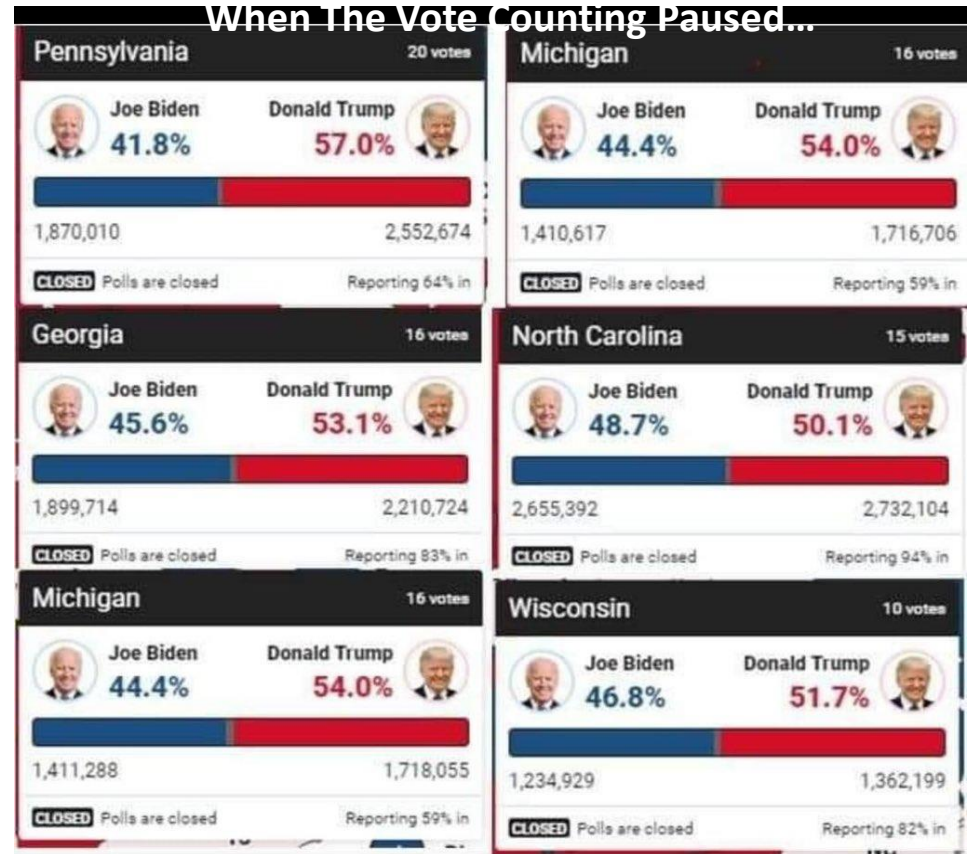 When The Vote Counting Paused...
Pennsylvania 20 votes
Joe Biden Donald Trump
41.8% 57.0%
1,870,010 2,552,674
CLOSED Polls are closed Reporting 64% in
Michigan 16 votes
Joe Biden Donald Trump
44.4% 54.0%
1,410,617 1,716,706
CLOSED Polls are closed Reporting 59% in
Georgia 16 votes
Joe Biden Donald Trump
45.6% 53.1%
1,899,714 2,210,724
CLOSED Polls are closed Reporting 83% in
North Carolina 15 votes
Joe Biden Donald Trump
48.7% 50.1%
2,655,392 2,732,104
CLOSED Polls are closed Reporting 94% in
Michigan 16 votes
Joe Biden Donald Trump
44.4% 54.0%
1,411,288 1,718,055
CLOSED Polls are closed Reporting 59% in
Wisconsin 10 votes
Joe Biden Donald Trump
46.8% 51.7%
1,234,929 1,362,199
CLOSED Polls are closed Reporting 82% in